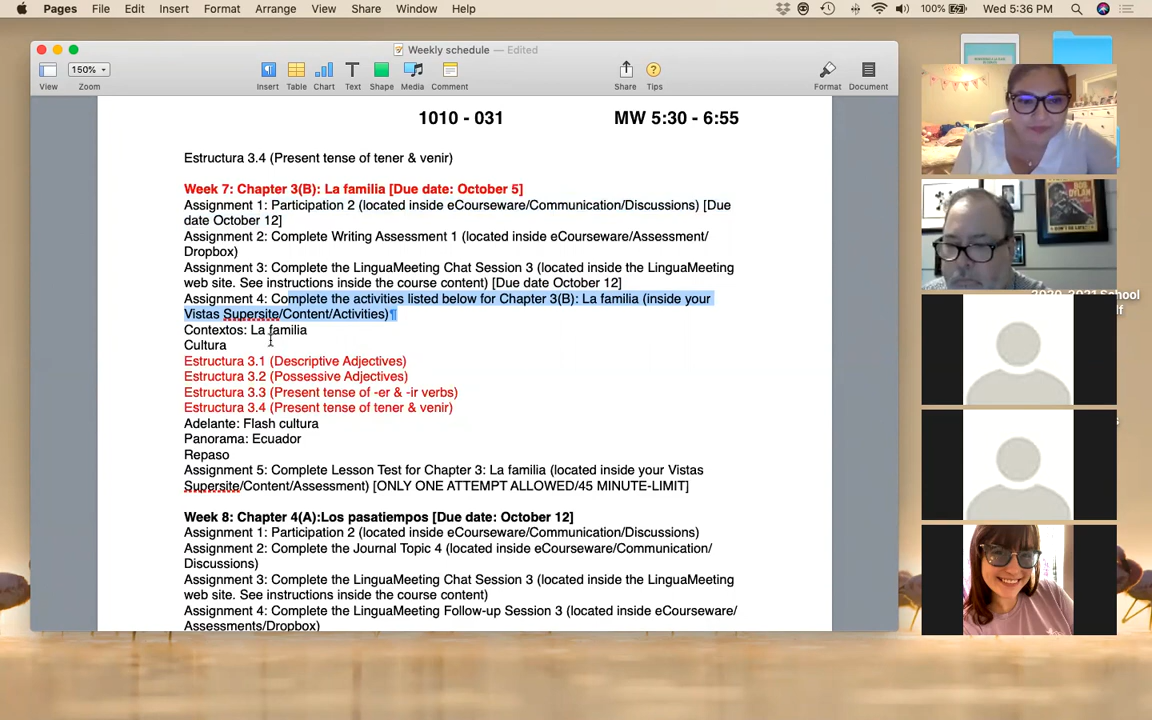 Pages File Edit Insert Format Arrange View Share Window Help 100% Wed 5:36 PM
Weekly schedule — Edited
150%
View Zoom Insert Table Chart Text Shape Media Comment Share Tips Format Document
1010 - 031 MW 5:30 - 6:55
Estructura 3.4 (Present tense of tener & venir)
Week 7: Chapter 3(B): La familia [Due date: October 5]
Assignment 1: Participation 2 (located inside eCourseware/Communication/Discussions) [Due
date October 12]
Assignment 2: Complete Writing Assessment 1 (located inside eCourseware/Assessment/
Dropbox)
Assignment 3: Complete the LinguaMeeting Chat Session 3 (located inside the LinguaMeeting
web site. See instructions inside the course content) [Due date October 12]
Assignment 4: Complete the activities listed below for Chapter 3(B): La familia (inside your
Vistas Supersite/Content/Activities)¶
Contextos: La familia
Cultura
Estructura 3.1 (Descriptive Adjectives)
Estructura 3.2 (Possessive Adjectives)
Estructura 3.3 (Present tense of -er & -ir verbs)
Estructura 3.4 (Present tense of tener & venir)
Adelante: Flash cultura
Panorama: Ecuador
Repaso
Assignment 5: Complete Lesson Test for Chapter 3: La familia (located inside your Vistas
Supersite/Content/Assessment) [ONLY ONE ATTEMPT ALLOWED/45 MINUTE-LIMIT]
Week 8: Chapter 4(A):Los pasatiempos [Due date: October 12]
Assignment 1: Participation 2 (located inside eCourseware/Communication/Discussions)
Assignment 2: Complete the Journal Topic 4 (located inside eCourseware/Communication/
Discussions)
Assignment 3: Complete the LinguaMeeting Chat Session 3 (located inside the LinguaMeeting
web site. See instructions inside the course content)
Assignment 4: Complete the LinguaMeeting Follow-up Session 3 (located inside eCourseware/
Assessments/Dropbox)
BOB DYLAN
2020-2021 School